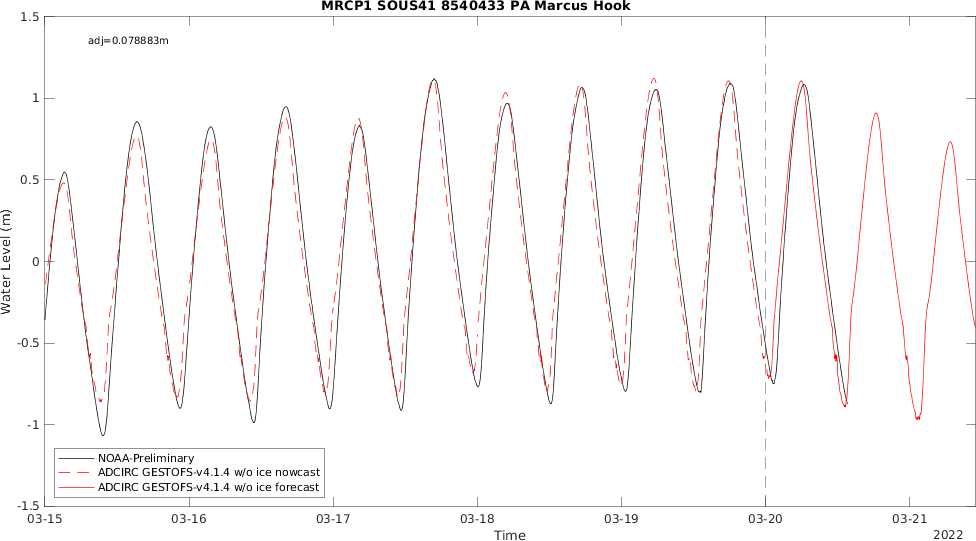 MRCP1 SOUS41 8540433 PA Marcus Hook
adj=0.078883m
1.5
1
0.5
0
-0.5
-1
-1.5
Water Level (m)
NOAA-Preliminary
ADCIRC GESTOFS-v4.1.4 w/o ice nowcast
ADCIRC GESTOFS-v4.1.4 w/o ice forecast
03-15 03-16 03-17 03-18 03-19 03-20 03-21
Time
2022